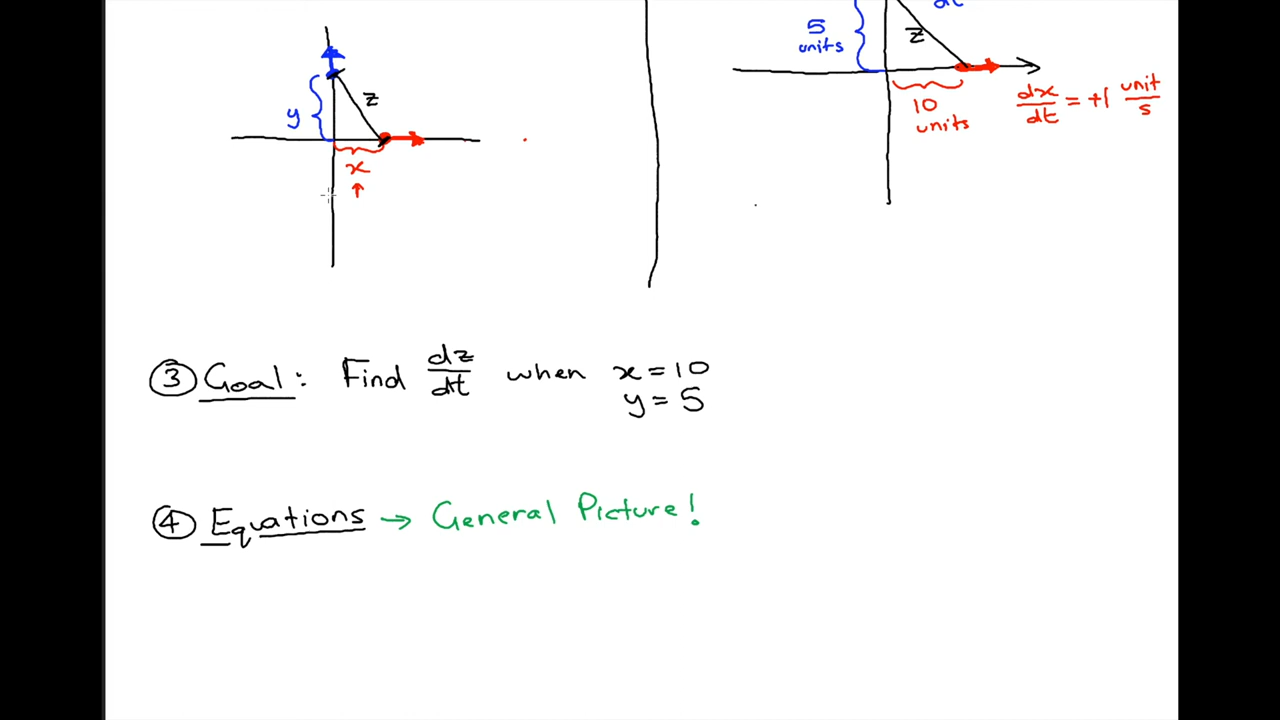 y
z
x
↑
5
units
z
10
units
dx/dt = +1 unit/s
③ Goal: Find dz/dt when x = 10
y = 5
④ Equations → General Picture!